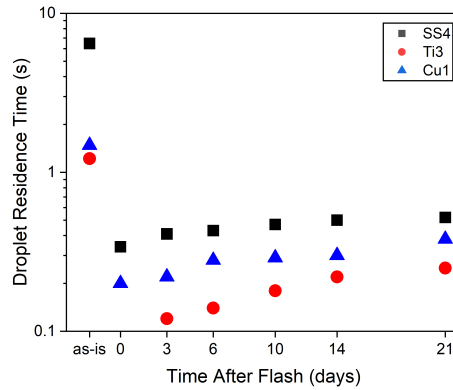 10
SS4
Ti3
Cu1
Droplet Residence Time (s)
1
0.1
as-is 0 3 6 10 14 21
Time After Flash (days)